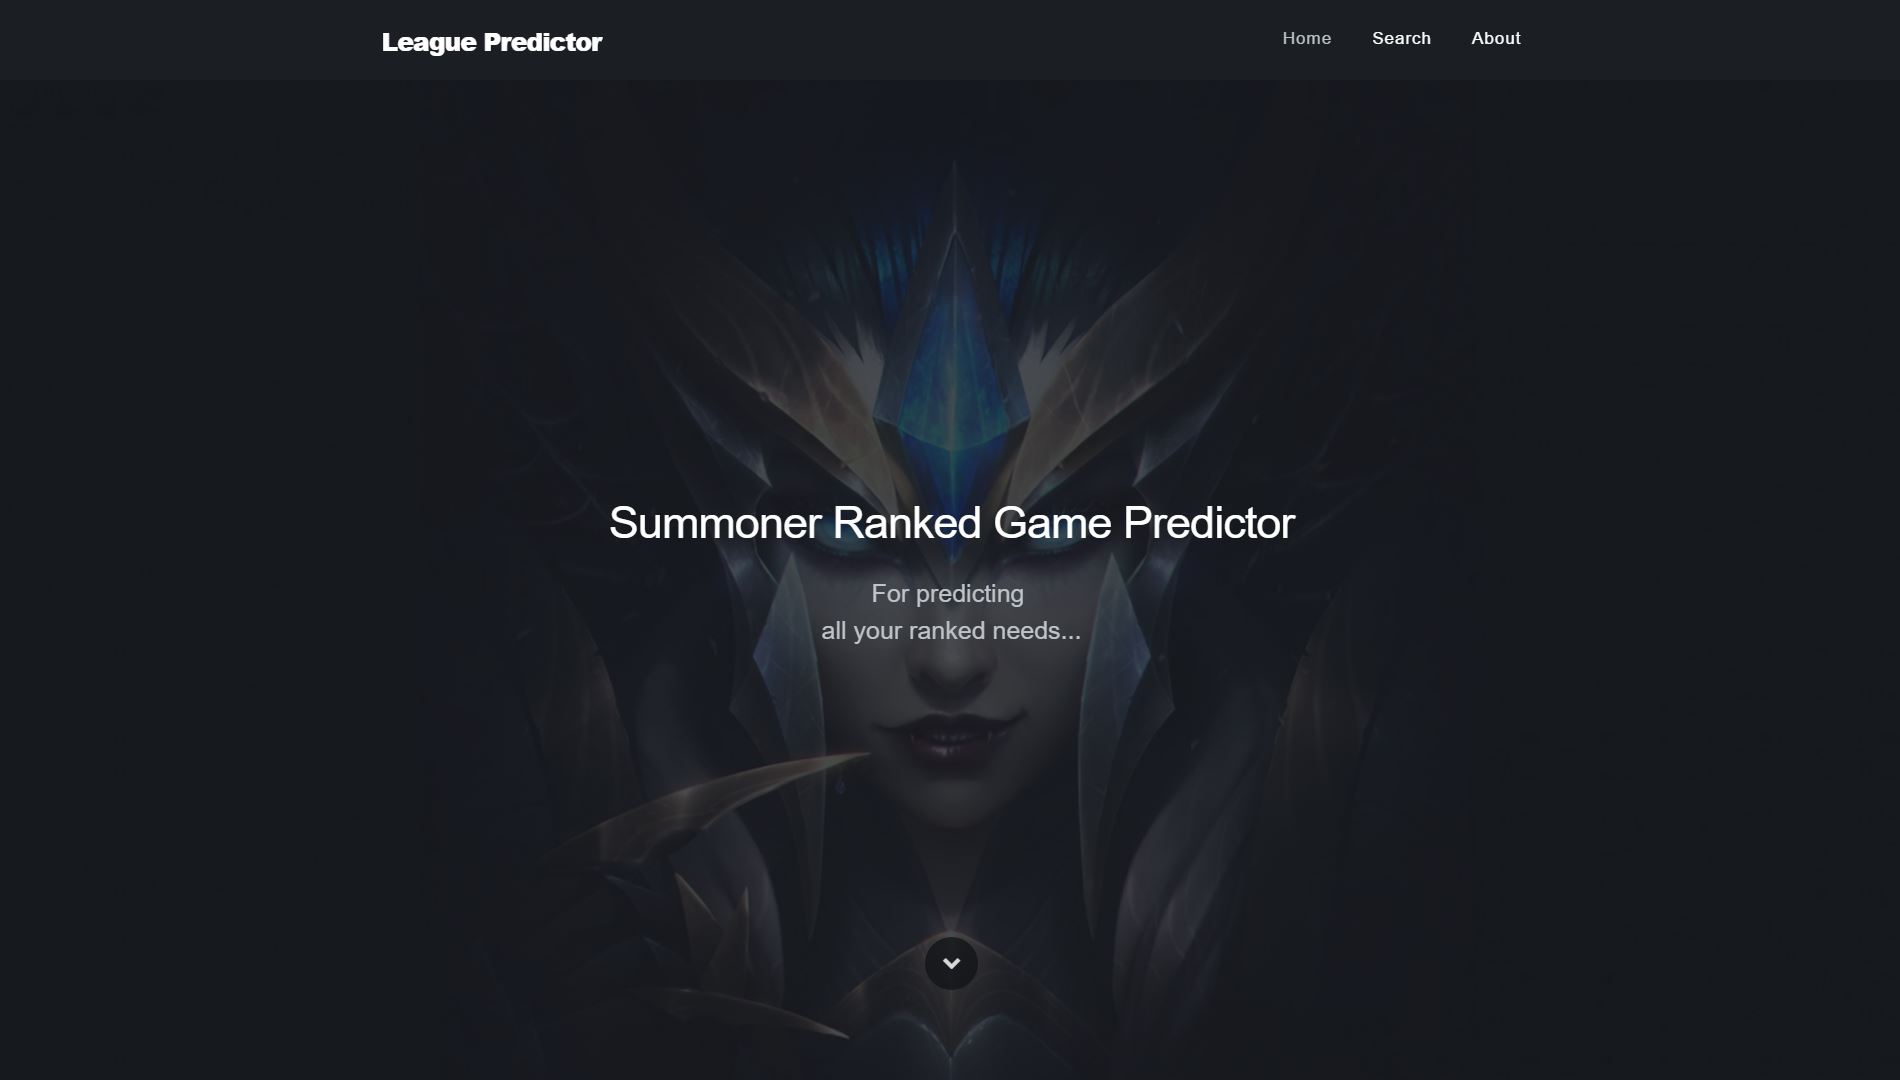 League Predictor
Home Search About
Summoner Ranked Game Predictor
For predicting
all your ranked needs...